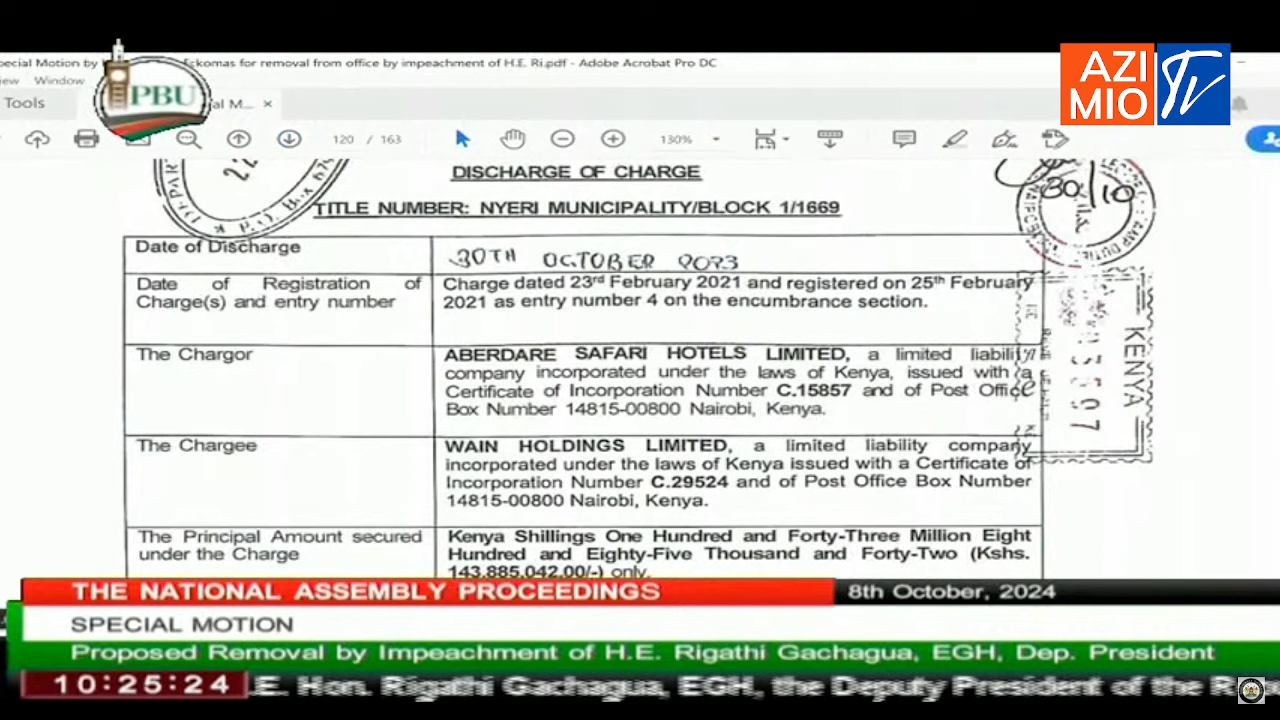 AZI
MIO
TV
Eckomas for removal from office by impeachment of H.E. Ri.pdf - Adobe Acrobat Pro DC
Window
Tools
PBU
al M... ×
120 / 163
130%
DISCHARGE OF CHARGE
TITLE NUMBER: NYERI MUNICIPALITY/BLOCK 1/1669
30/10
Date of Discharge
30TH OCTOBER 2023
Date of Registration of Charge(s) and entry number
Charge dated 23rd February 2021 and registered on 25th February
2021 as entry number 4 on the encumbrance section.
The Chargor
ABERDARE SAFARI HOTELS LIMITED, a limited liability
company incorporated under the laws of Kenya, issued with a
Certificate of Incorporation Number C.15857 and of Post Office
Box Number 14815-00800 Nairobi, Kenya.
KENYA
The Chargee
WAIN HOLDINGS LIMITED, a limited liability company
incorporated under the laws of Kenya issued with a Certificate of
Incorporation Number C.29524 and of Post Office Box Number
14815-00800 Nairobi, Kenya.
The Principal Amount secured
under the Charge
Kenya Shillings One Hundred and Forty-Three Million Eight
Hundred and Eighty-Five Thousand and Forty-Two (Kshs.
143,885,042.00/-) only.
THE NATIONAL ASSEMBLY PROCEEDINGS
8th October, 2024
SPECIAL MOTION
Proposed Removal by Impeachment of H.E. Rigathi Gachagua, EGH, Dep. President
10:25:24
E. Hon. Rigathi Gachagua, EGH, the Deputy President of the R